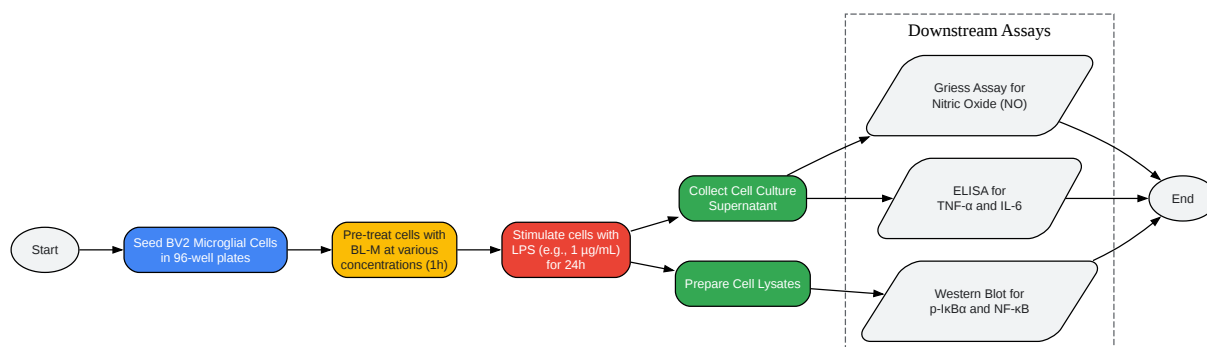 Downstream Assays
Griess Assay for
Nitric Oxide (NO)
Collect Cell Culture
Supernatant
ELISA for
TNF-α and IL-6
End
Start
Seed BV2 Microglial Cells
in 96-well plates
Pre-treat cells with
BL-M at various
concentrations (1h)
Stimulate cells with
LPS (e.g., 1 µg/mL)
for 24h
Prepare Cell Lysates
Western Blot for
p-IκBα and NF-κB